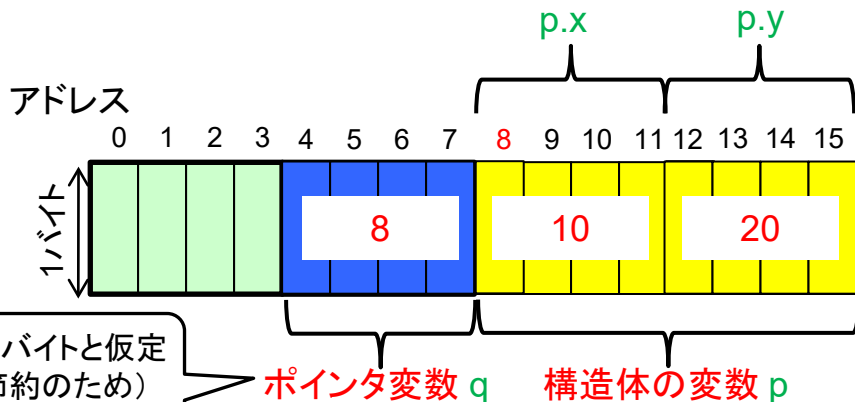 p.x p.y
アドレス
0 1 2 3 4 5 6 7 8 9 10 11 12 13 14 15
1バイト
8 10 20
バイトと仮定
節約のため）
ポインタ変数 q 構造体の変数 p